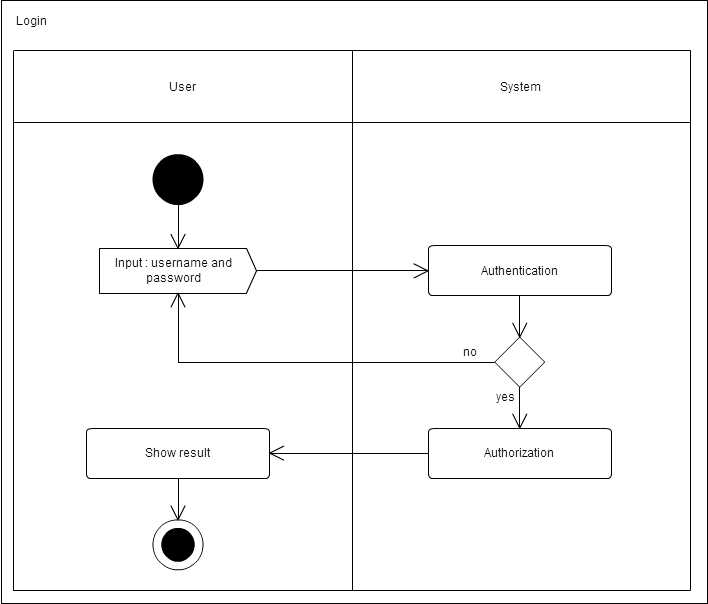 Login
User
System
Input : username and
password
Authentication
no
yes
Show result
Authorization